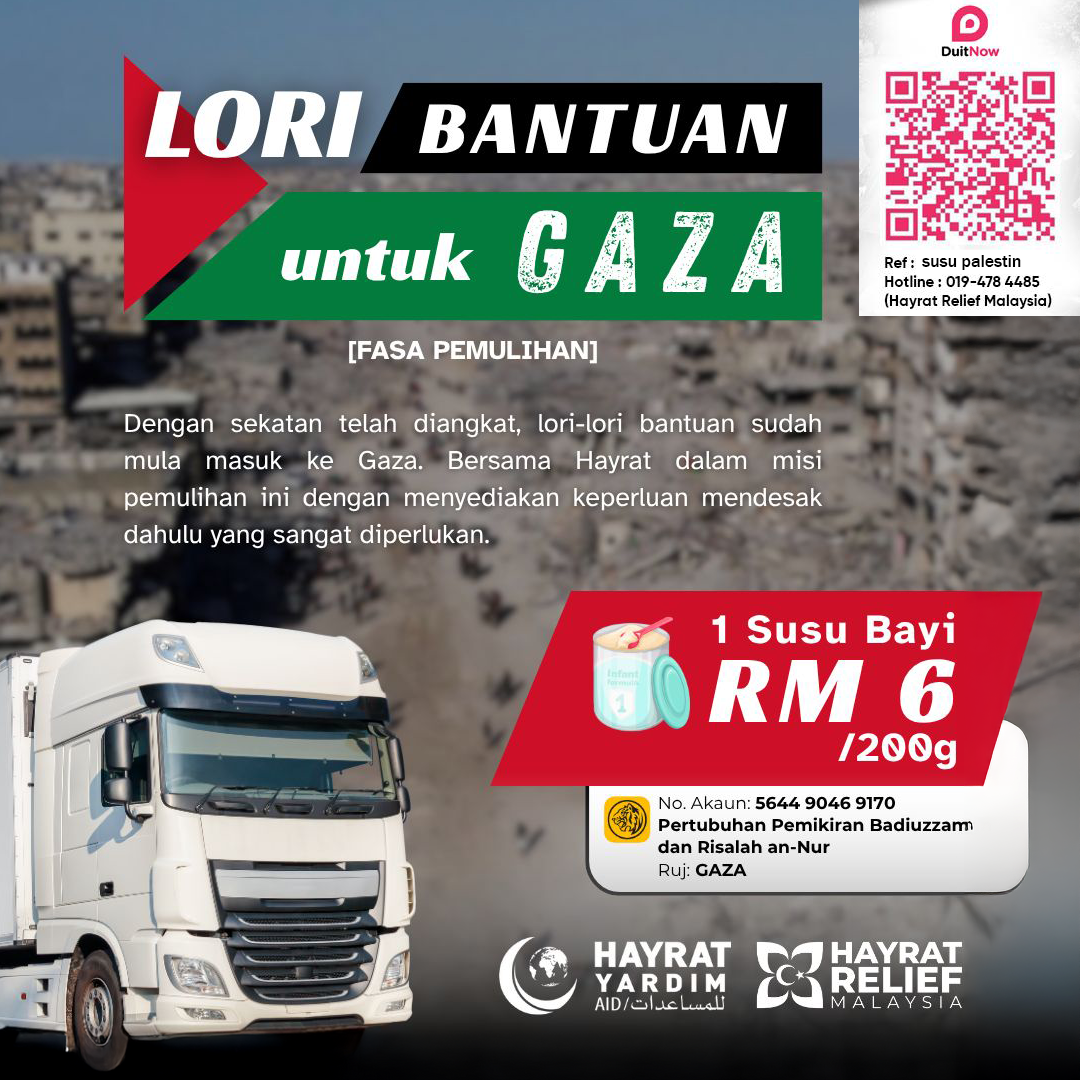 LORI BANTUAN
untuk GAZA
[FASA PEMULIHAN]
DuitNow
Ref : susu palestin
Hotline : 019-478 4485
(Hayrat Relief Malaysia)
Dengan sekatan telah diangkat, lori-lori bantuan sudah
mula masuk ke Gaza. Bersama Hayrat dalam misi
pemulihan ini dengan menyediakan keperluan mendesak
dahulu yang sangat diperlukan.
Infant
formula
1
1 Susu Bayi
RM 6
/200g
No. Akaun: 5644 9046 9170
Pertubuhan Pemikiran Badiuzzam
dan Risalah an-Nur
Ruj: GAZA
HAYRAT
YARDIM
AID/للمساعدات
HAYRAT
RELIEF
MALAYSIA